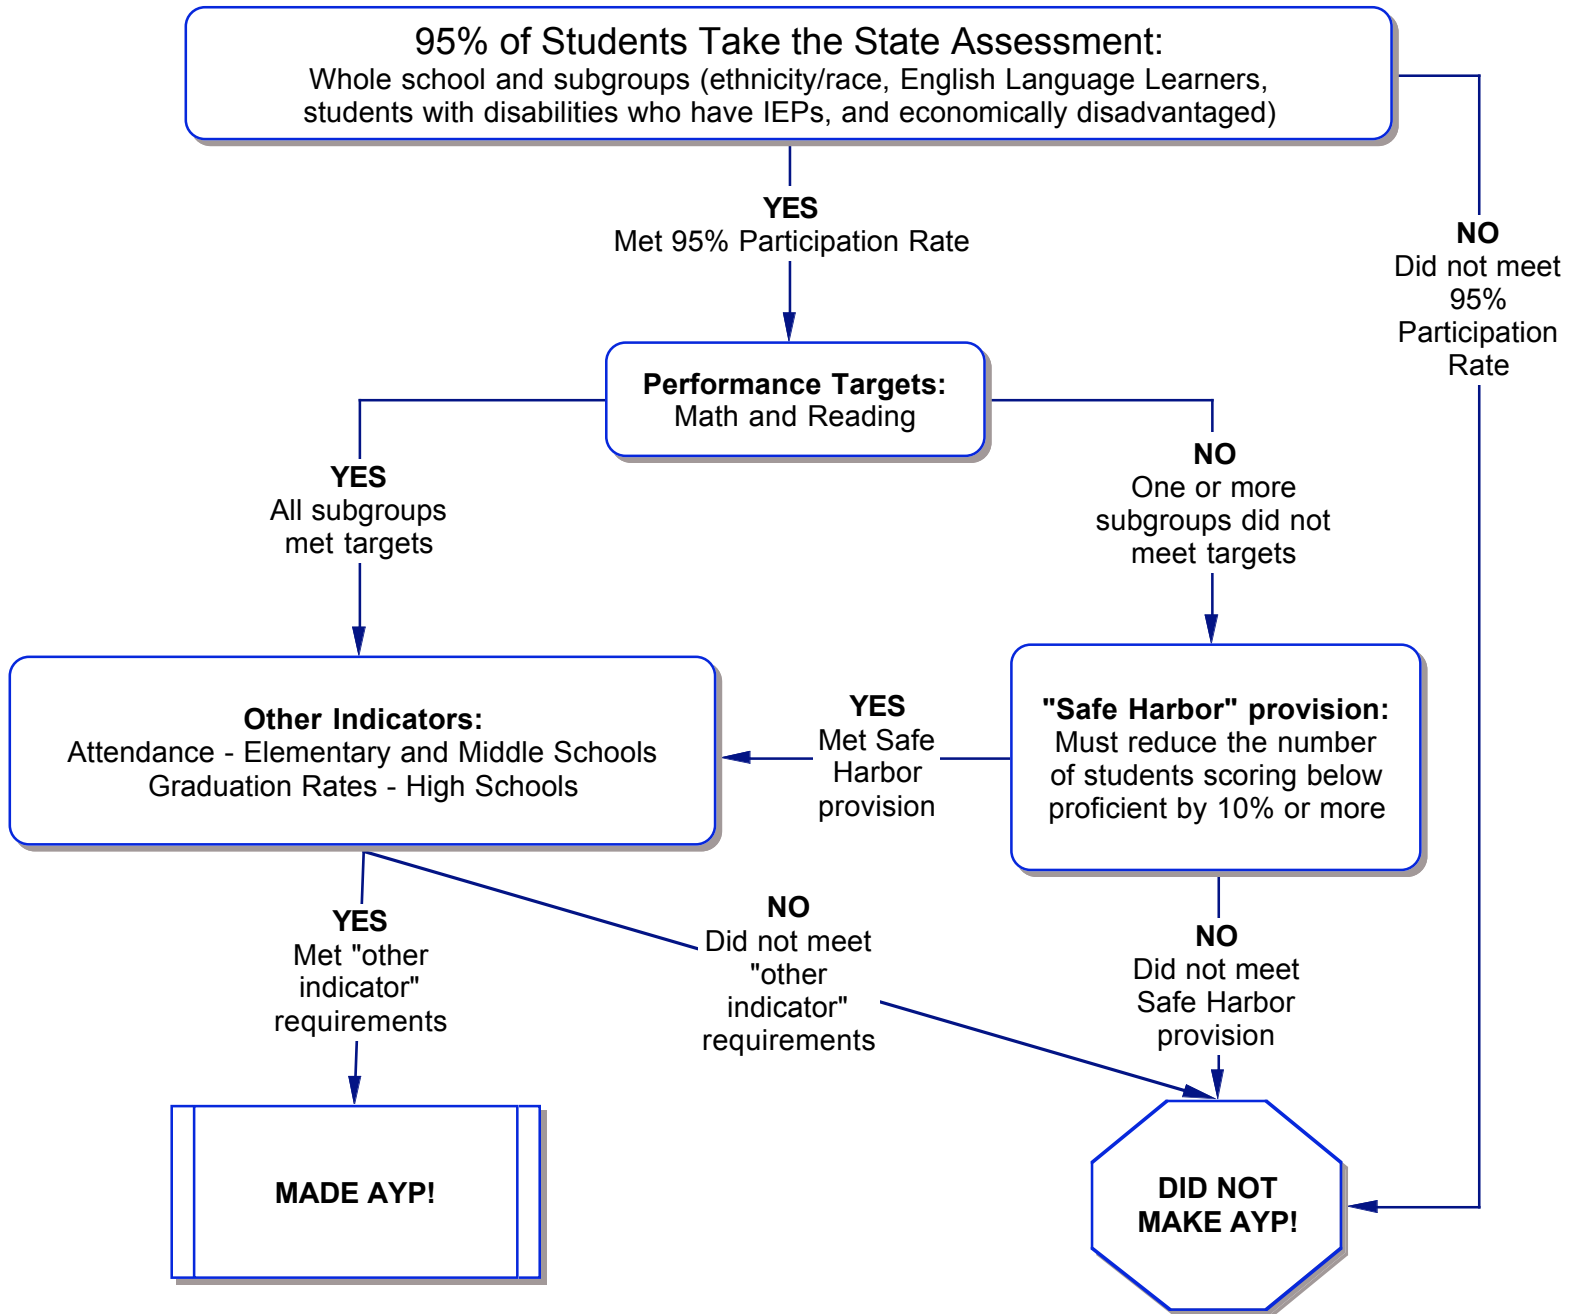 95% of Students Take the State Assessment:
Whole school and subgroups (ethnicity/race, English Language Learners,
students with disabilities who have IEPs, and economically disadvantaged)
YES
Met 95% Participation Rate
NO
Did not meet
95%
Participation
Rate
Performance Targets:
Math and Reading
YES
All subgroups
met targets
NO
One or more
subgroups did not
meet targets
Other Indicators:
Attendance - Elementary and Middle Schools
Graduation Rates - High Schools
YES
Met Safe
Harbor
provision
"Safe Harbor" provision:
Must reduce the number
of students scoring below
proficient by 10% or more
YES
Met "other
indicator"
requirements
NO
Did not meet
"other
indicator"
requirements
NO
Did not meet
Safe Harbor
provision
MADE AYP!
DID NOT
MAKE AYP!